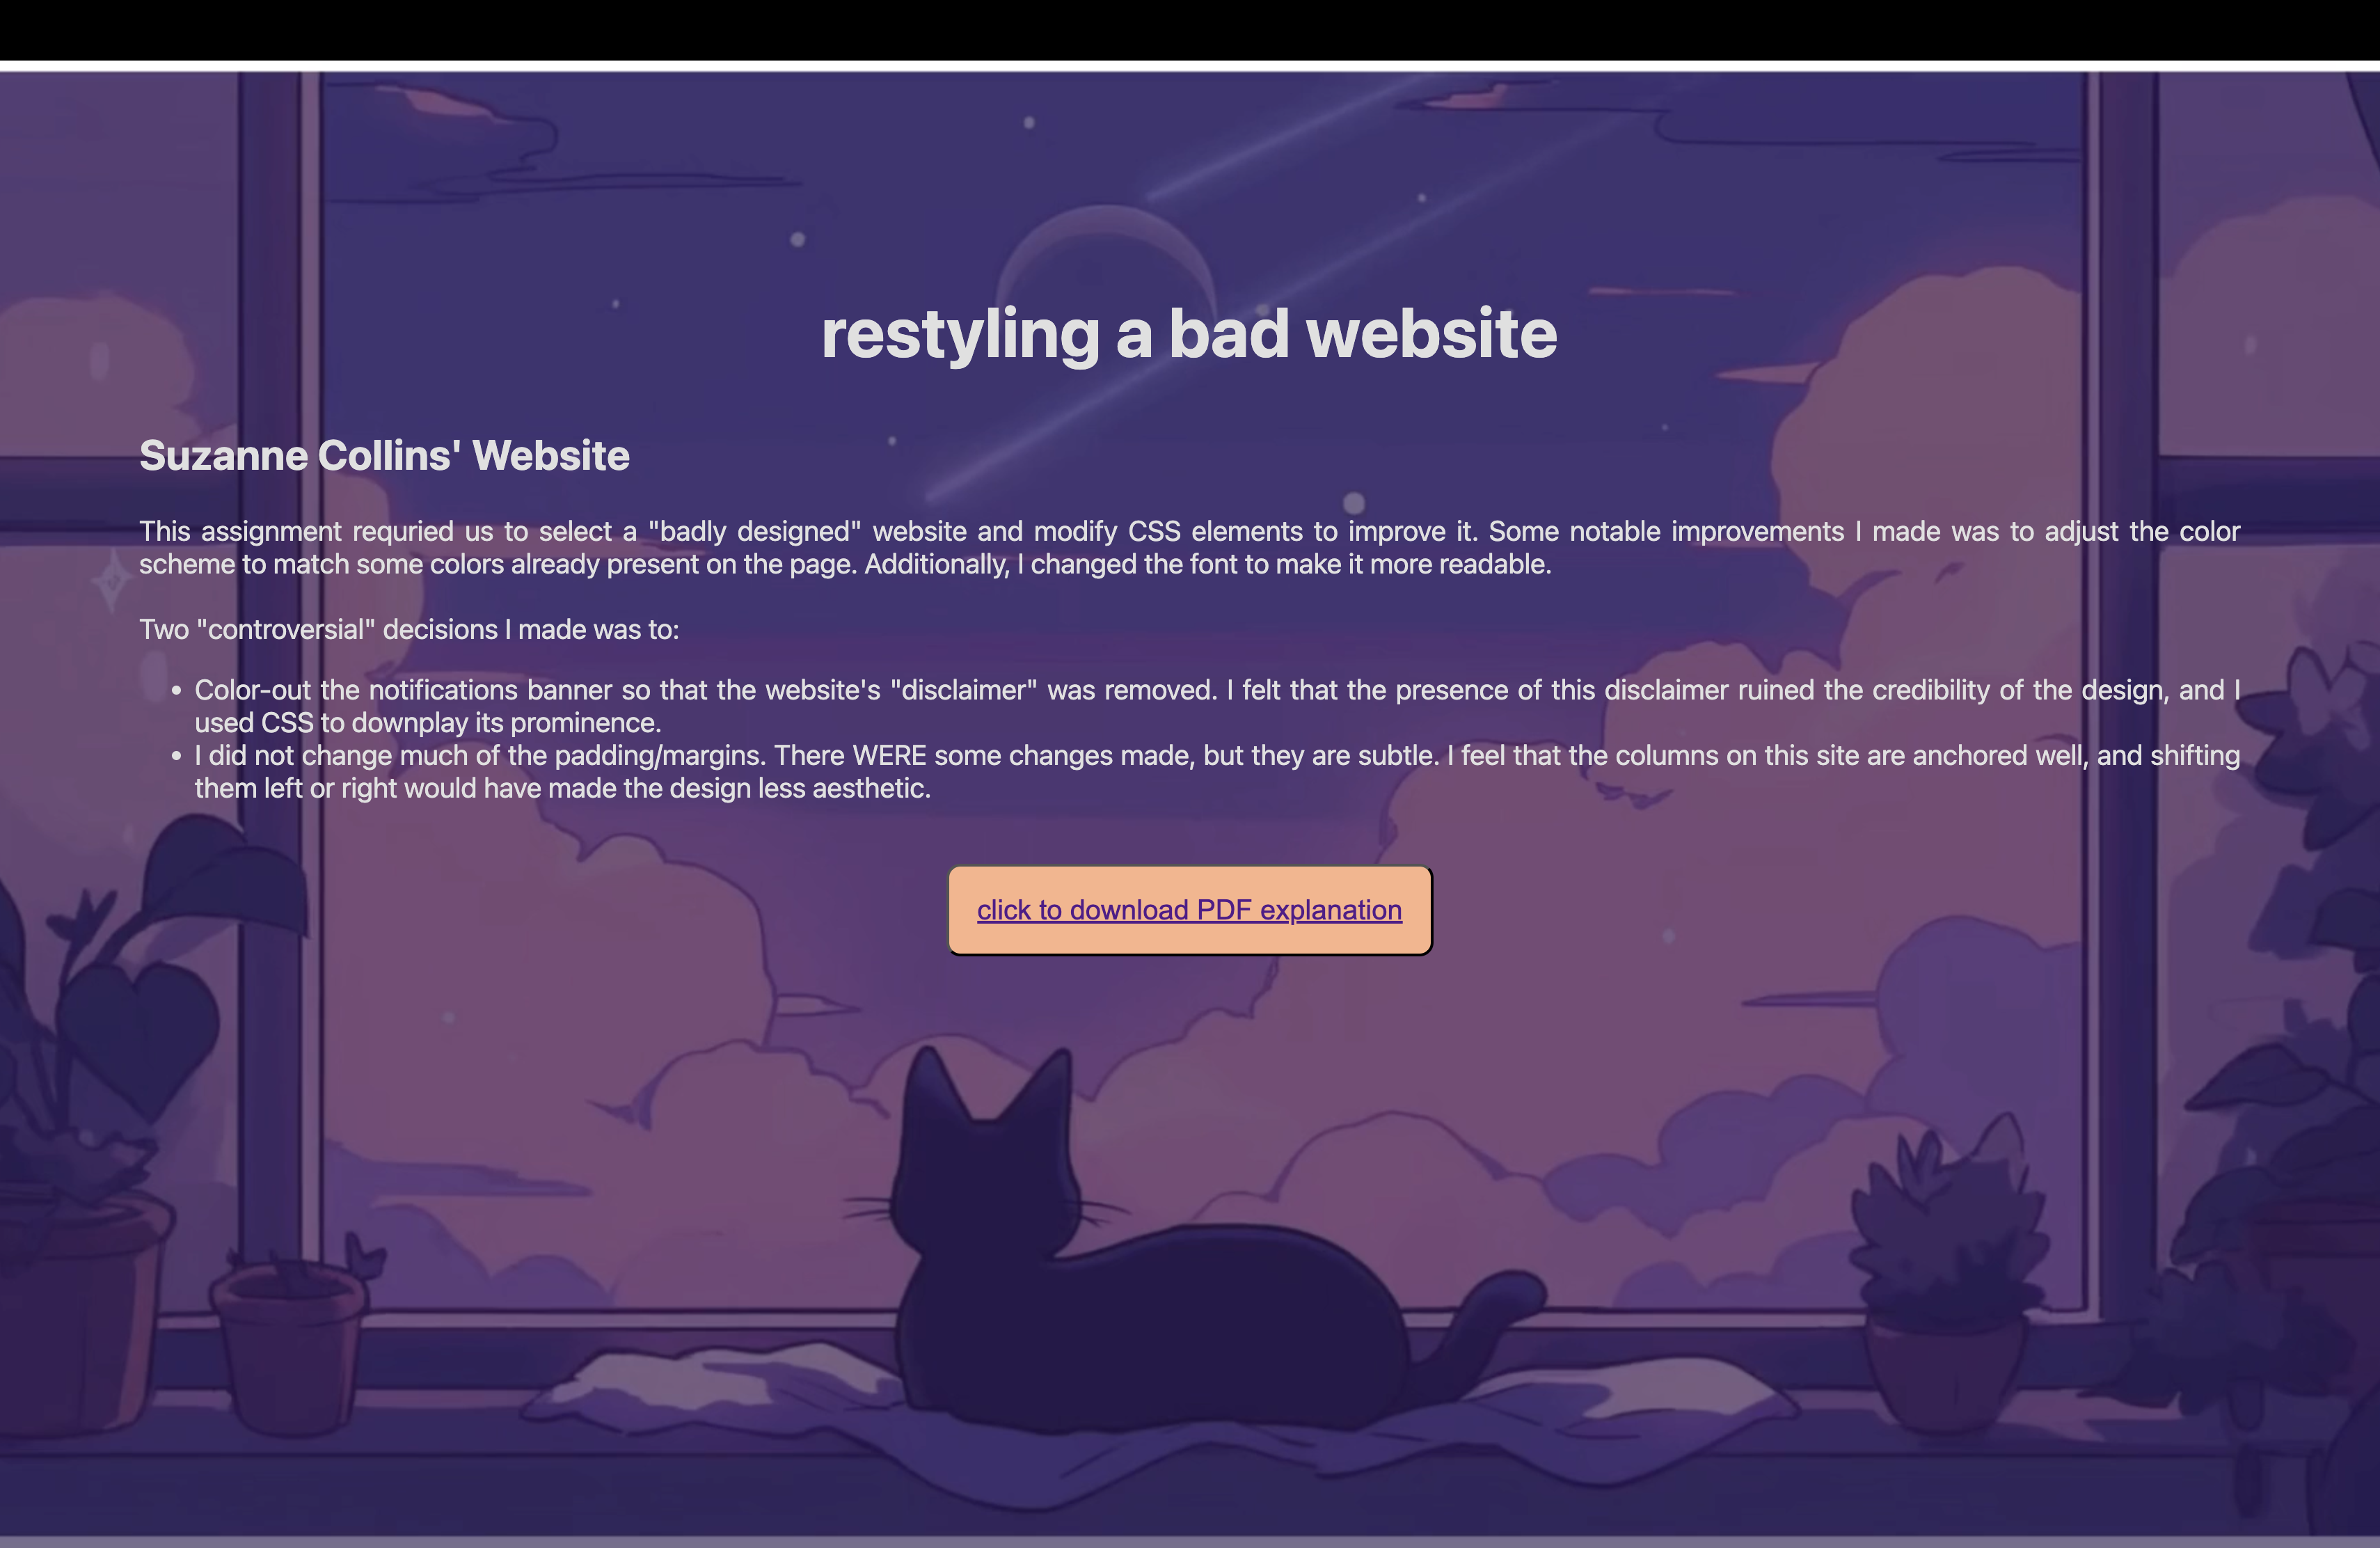 restyling a bad website
Suzanne Collins' Website
This assignment requried us to select a "badly designed" website and modify CSS elements to improve it. Some notable improvements I made was to adjust the color
scheme to match some colors already present on the page. Additionally, I changed the font to make it more readable.
Two "controversial" decisions I made was to:
• Color-out the notifications banner so that the website's "disclaimer" was removed. I felt that the presence of this disclaimer ruined the credibility of the design, and I
used CSS to downplay its prominence.
• I did not change much of the padding/margins. There WERE some changes made, but they are subtle. I feel that the columns on this site are anchored well, and shifting
them left or right would have made the design less aesthetic.
click to download PDF explanation